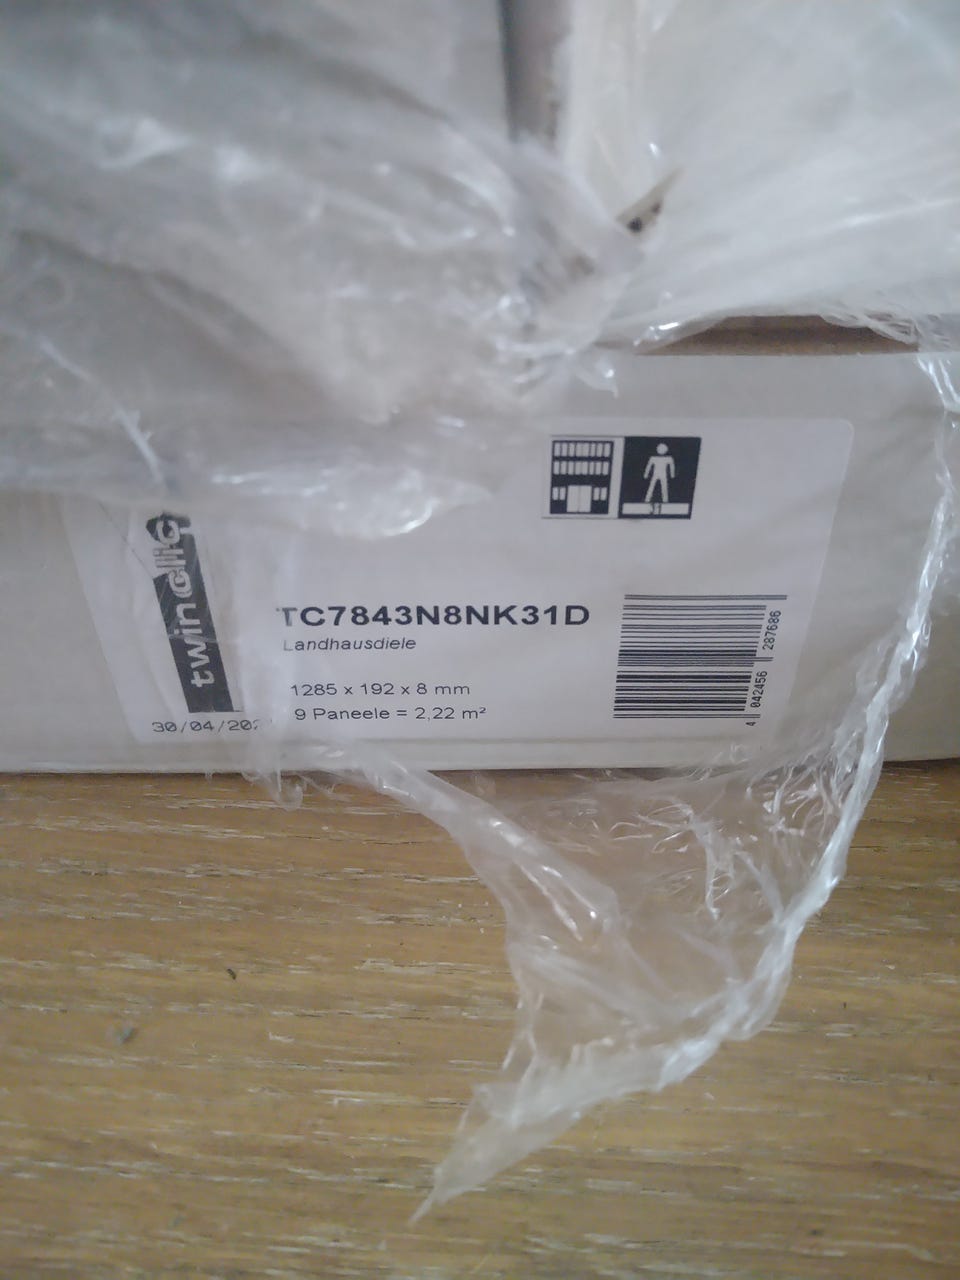 31
twin clic
TC7843N8NK31D
Landhausdiele
1285 x 192 x 8 mm
9 Paneele = 2,22 m²
30/04/202
4 042456 287686